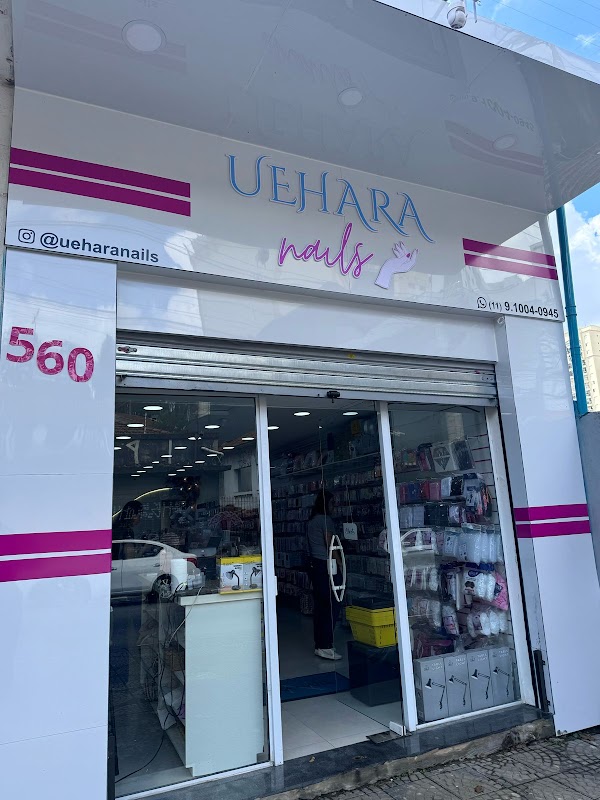 UEHARA
nails
@ueharanails
(11) 9.1004-0945
560